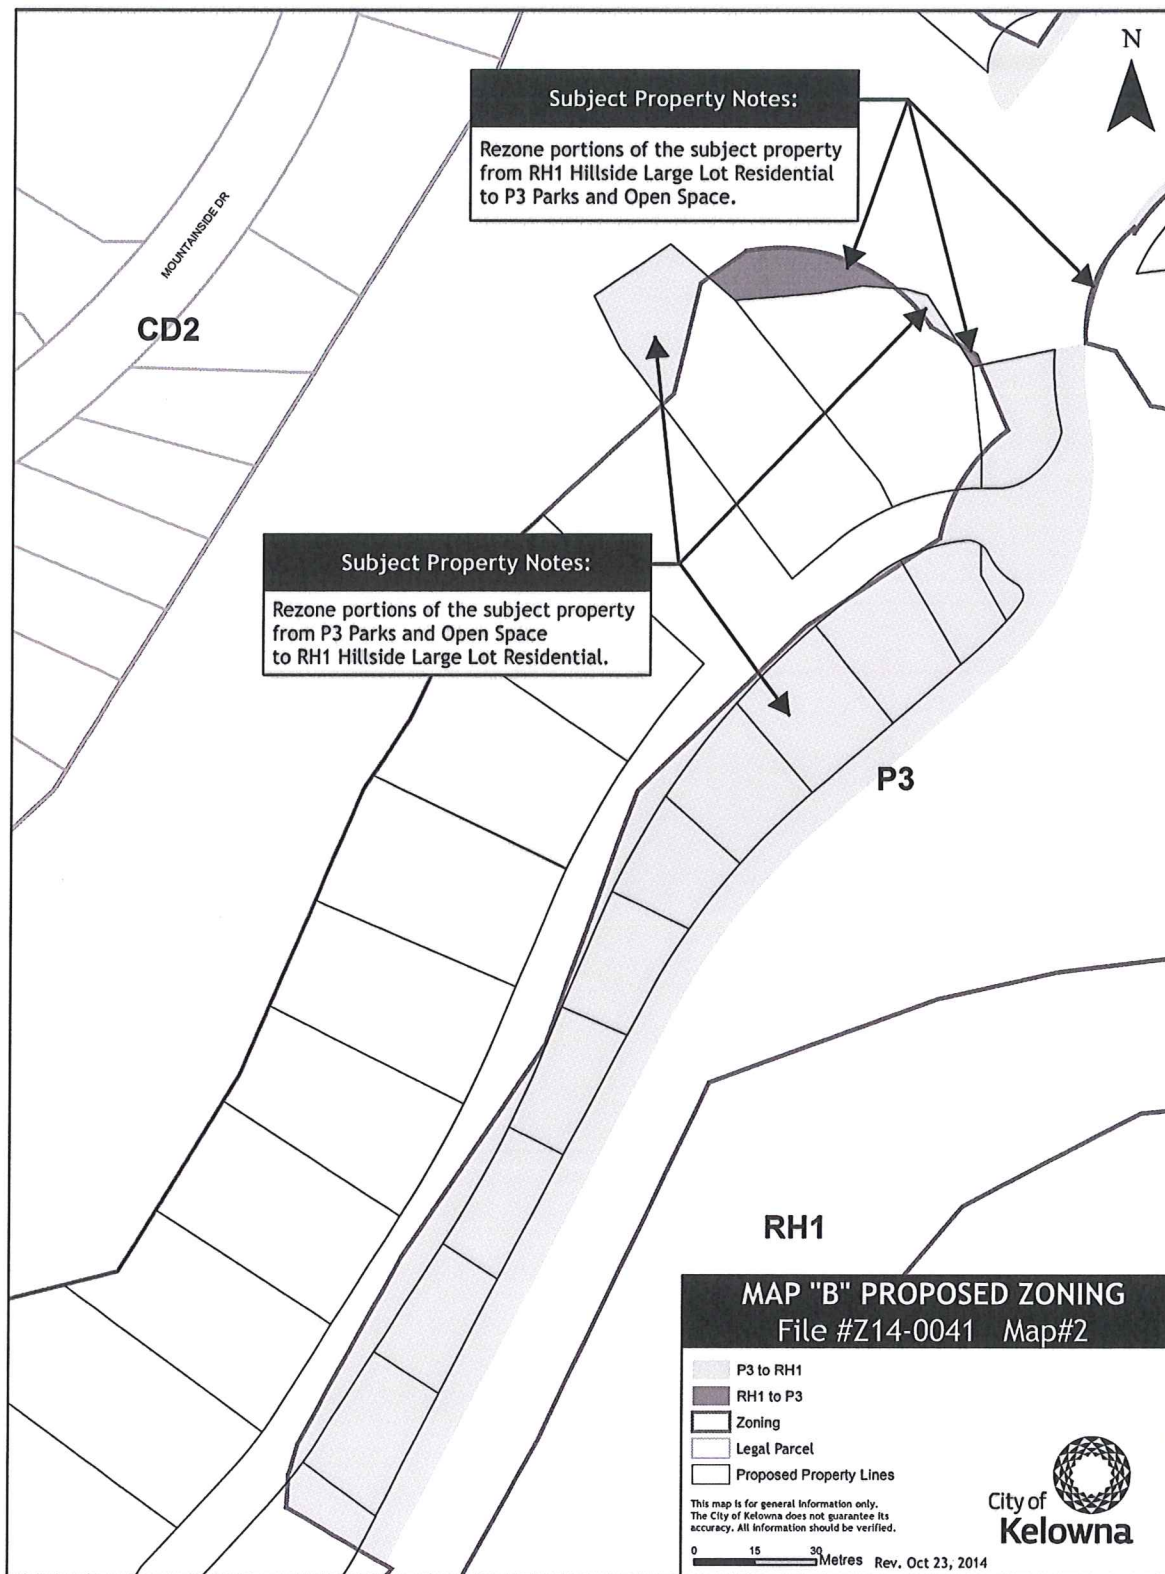 N
Subject Property Notes:
Rezone portions of the subject property
from RH1 Hillside Large Lot Residential
to P3 Parks and Open Space.
MOUNTAINSIDE DR
CD2
Subject Property Notes:
Rezone portions of the subject property
from P3 Parks and Open Space
to RH1 Hillside Large Lot Residential.
P3
RH1
MAP "B" PROPOSED ZONING
File #Z14-0041 Map#2
P3 to RH1
RH1 to P3
Zoning
Legal Parcel
Proposed Property Lines
This map is for general information only.
The City of Kelowna does not guarantee its
accuracy. All information should be verified.
City of
Kelowna
0 15 30
Metres Rev. Oct 23, 2014